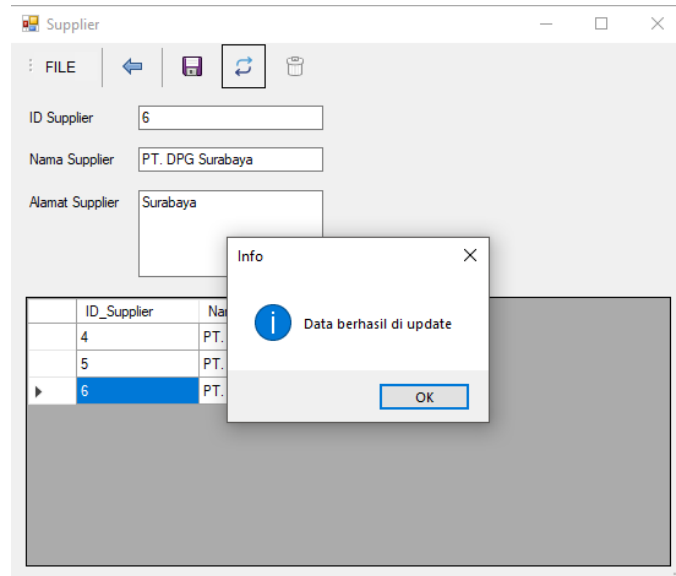 Supplier
FILE
ID Supplier 6
Nama Supplier PT. DPG Surabaya
Alamat Supplier Surabaya
Info
Data berhasil di update
OK
ID_Supplier
4 PT.
5 PT.
6 PT.